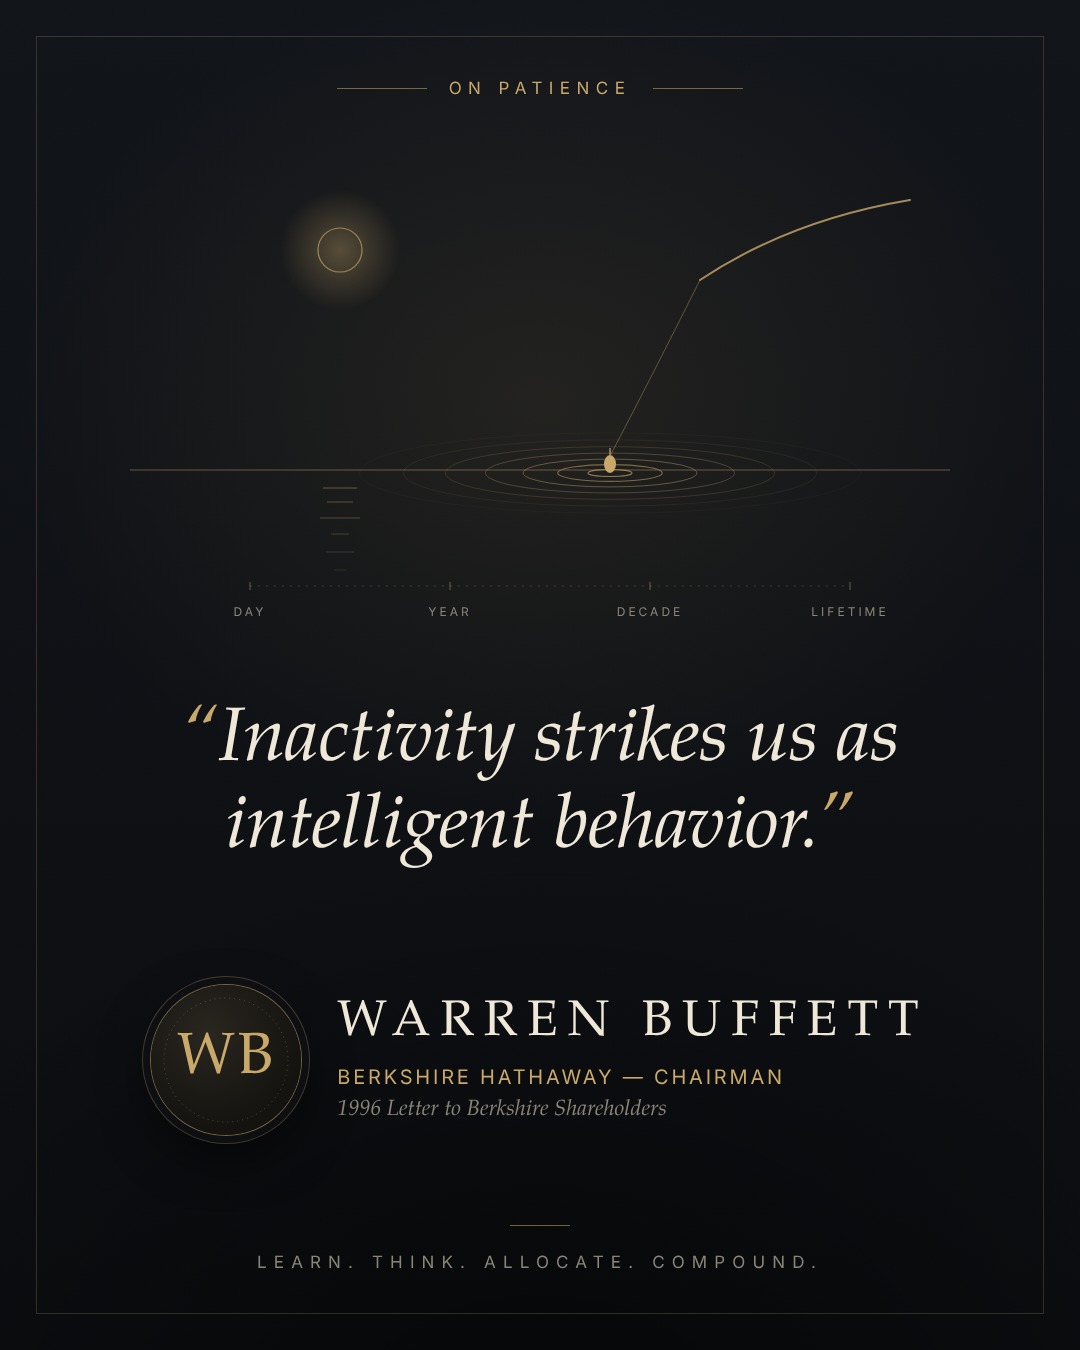 ON PATIENCE
DAY YEAR DECADE LIFETIME
“Inactivity strikes us as
intelligent behavior.”
WB
WARREN BUFFETT
BERKSHIRE HATHAWAY — CHAIRMAN
1996 Letter to Berkshire Shareholders
LEARN. THINK. ALLOCATE. COMPOUND.